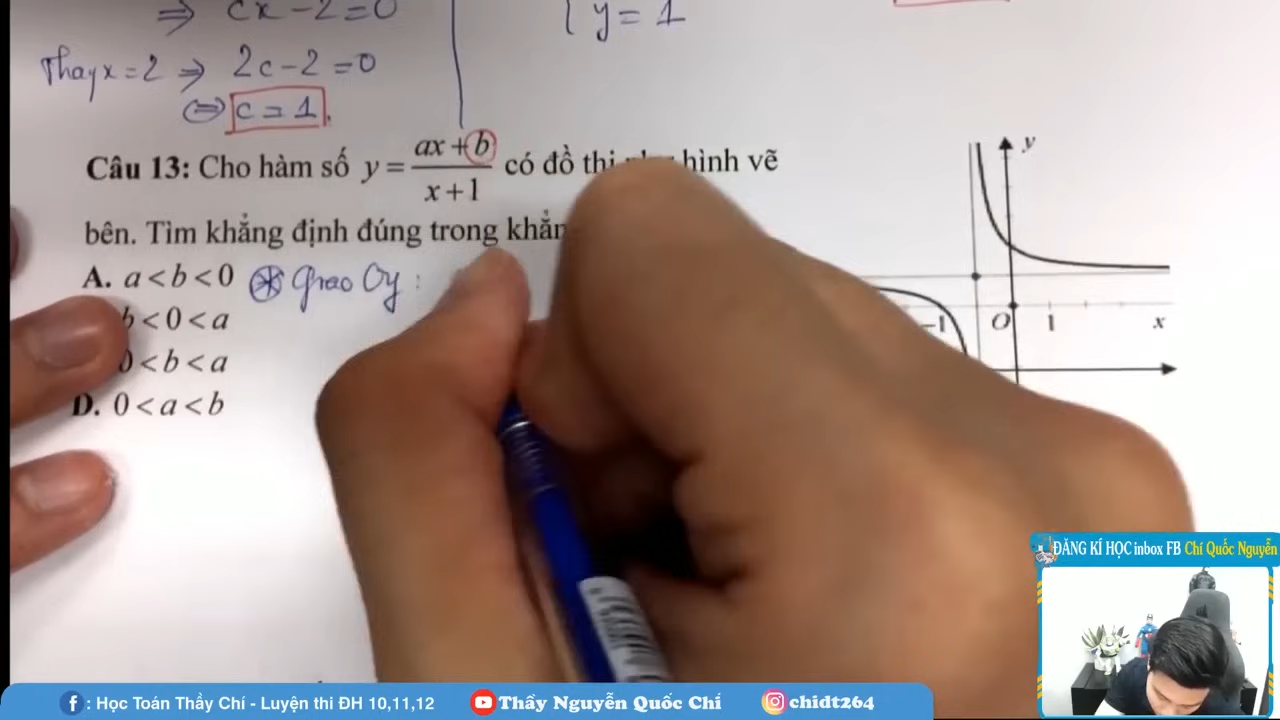 ⇒ cx - 2 = 0
{ y = 1
Thay x = 2 ⇒ 2c - 2 = 0
⇔ c = 1.
Câu 13: Cho hàm số y = (ax + b)/(x + 1) có đồ thị hình vẽ
bên. Tìm khẳng định đúng trong
A. a < b < 0 ⊛ Giao Oy :
b < 0 < a
0 < b < a
D. 0 < a < b
y
-1 O 1 x
ĐĂNG KÍ HỌC inbox FB Chí Quốc Nguyễn
f : Học Toán Thầy Chí - Luyện thi ĐH 10,11,12
Thầy Nguyễn Quốc Chí
chidt264